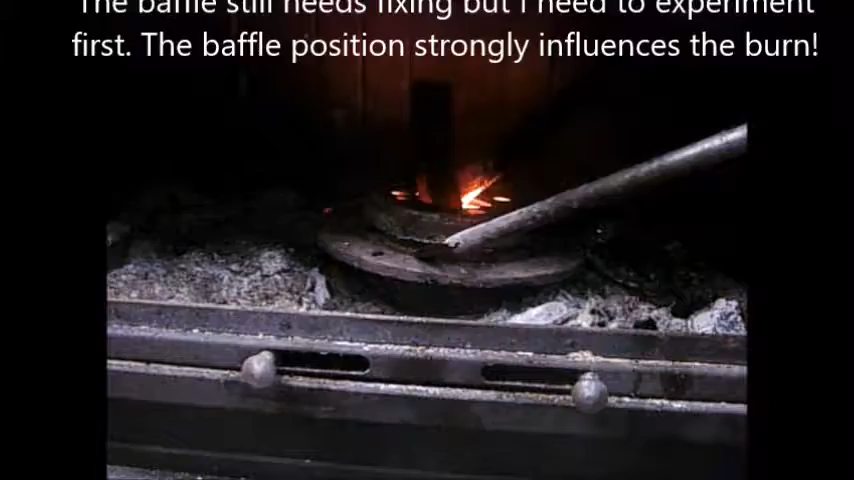 The baffle still needs fixing but I need to experiment
first. The baffle position strongly influences the burn!